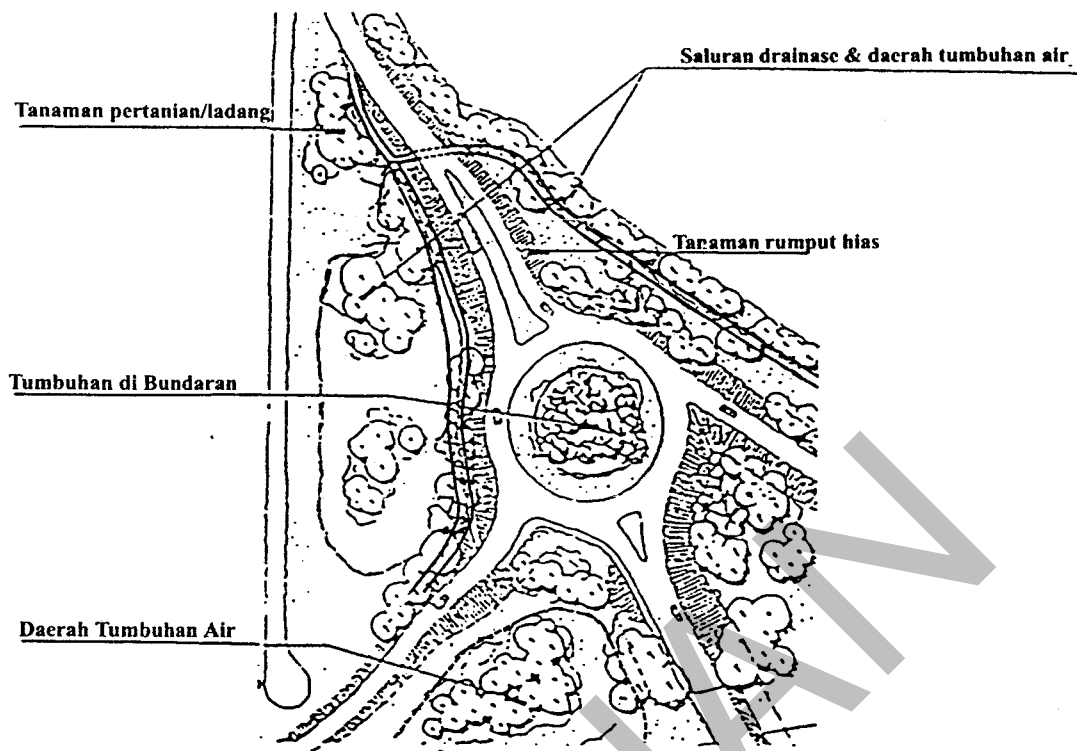 Saluran drainase & daerah tumbuhan air
Tanaman pertanian/ladang
Tanaman rumput hias
Tumbuhan di Bundaran
Daerah Tumbuhan Air